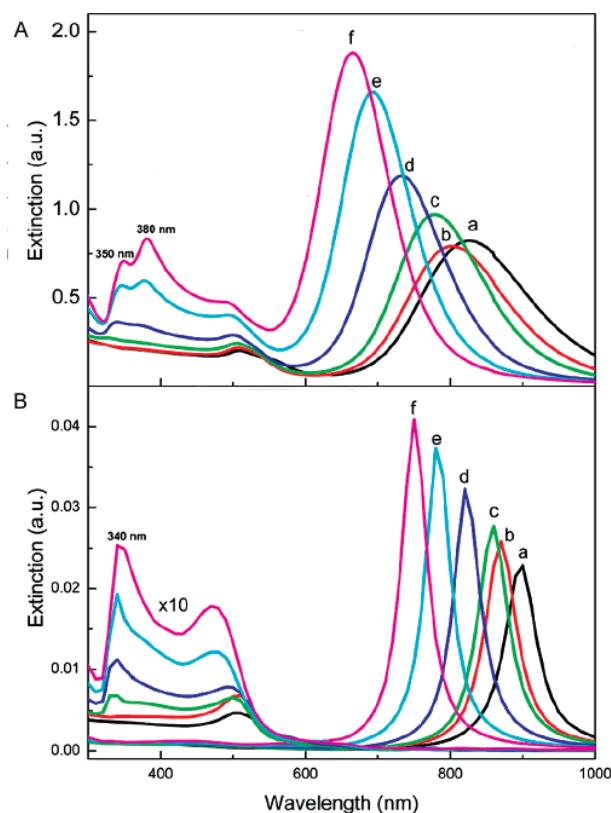 A
2.0
1.5
1.0
0.5
Extinction (a.u.)
350 nm
380 nm
f
e
d
c
b
a
B
0.04
0.03
0.02
0.01
0.00
Extinction (a.u.)
340 nm
x10
f
e
d
c
b
a
400 600 800 1000
Wavelength (nm)